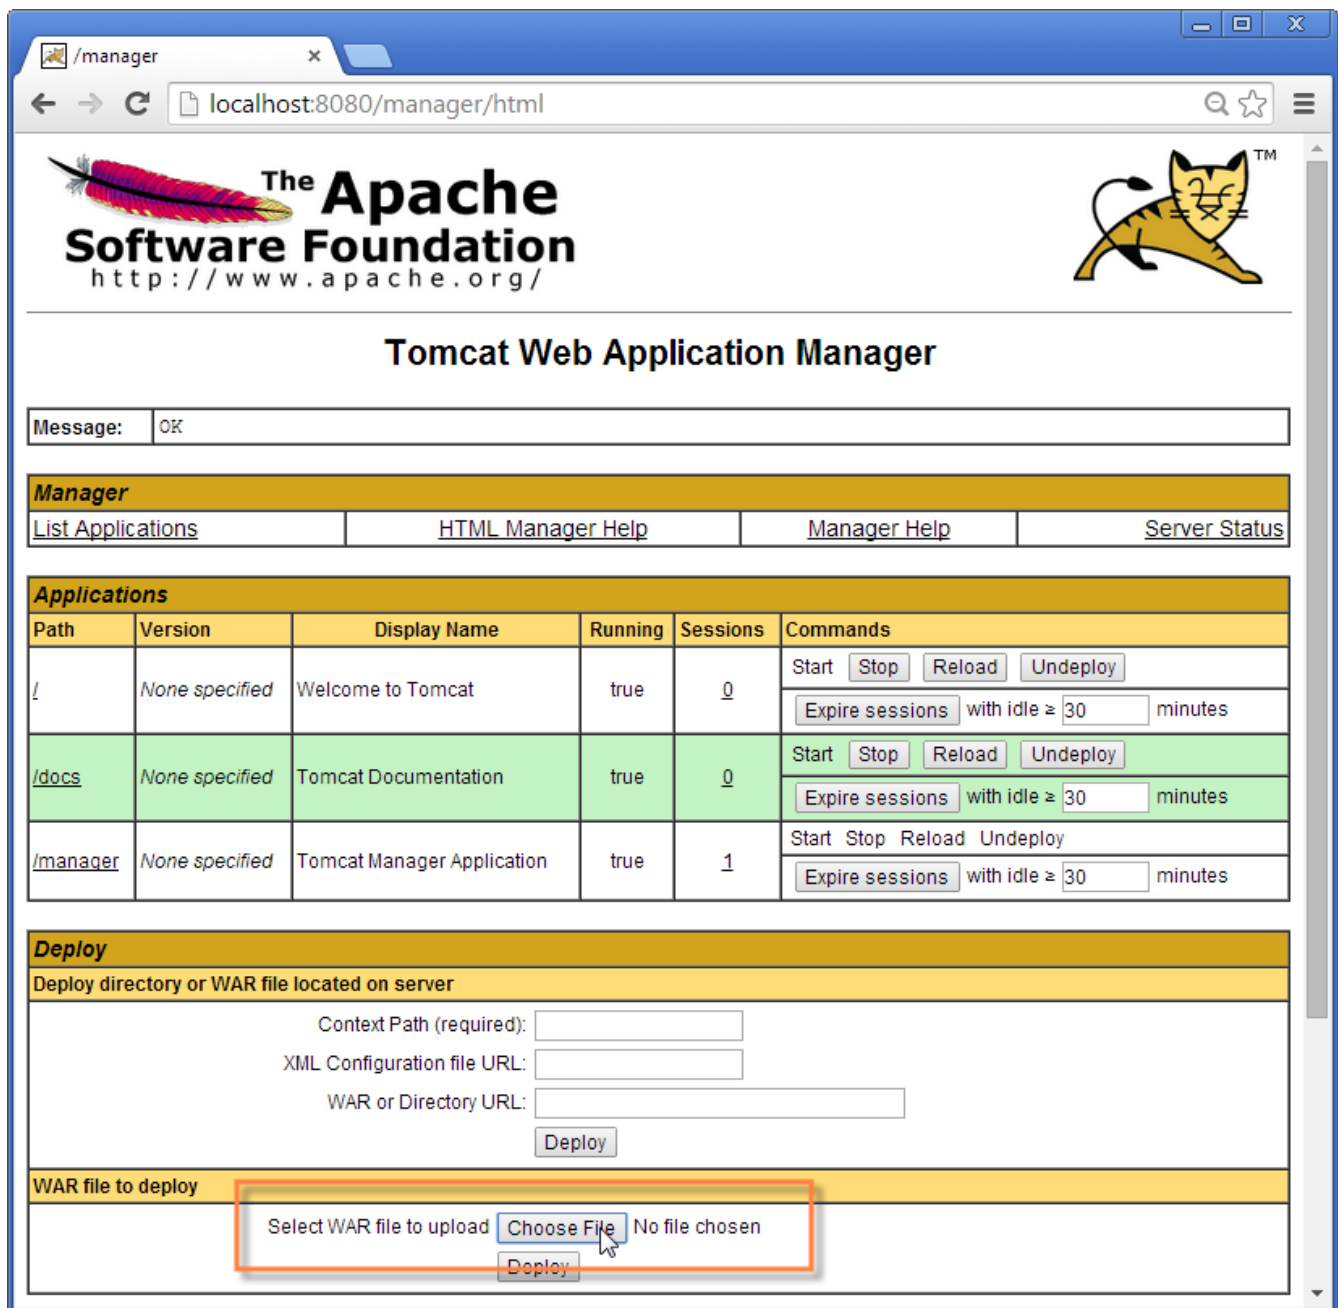 /manager
localhost:8080/manager/html
The Apache
Software Foundation
http://www.apache.org/
TM
Tomcat Web Application Manager
Message: OK
Manager
List Applications HTML Manager Help Manager Help Server Status
Applications
Path Version Display Name Running Sessions Commands
/ None specified Welcome to Tomcat true 0 Start Stop Reload Undeploy
Expire sessions with idle ≥ 30 minutes
/docs None specified Tomcat Documentation true 0 Start Stop Reload Undeploy
Expire sessions with idle ≥ 30 minutes
/manager None specified Tomcat Manager Application true 1 Start Stop Reload Undeploy
Expire sessions with idle ≥ 30 minutes
Deploy
Deploy directory or WAR file located on server
Context Path (required):
XML Configuration file URL:
WAR or Directory URL:
Deploy
WAR file to deploy
Select WAR file to upload Choose File No file chosen
Deploy